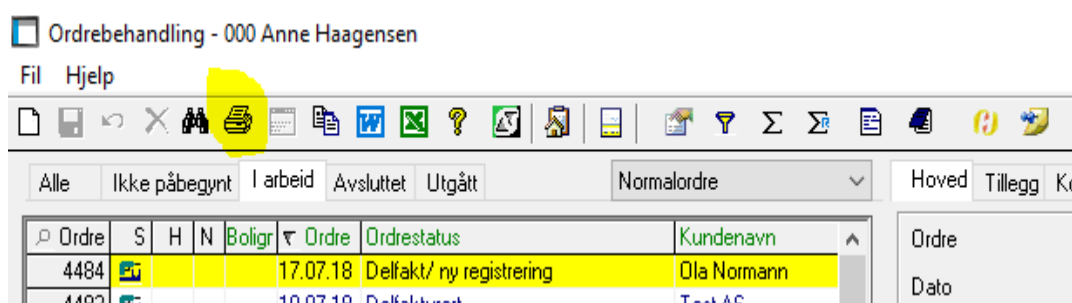 Ordrebehandling - 000 Anne Haagensen
Fil Hjelp
Alle Ikke påbegynt I arbeid Avsluttet Utgått Normalordre Hoved Tillegg
Ordre S H N Boligr Ordre Ordrestatus Kundenavn Ordre
4484 17.07.18 Delfakt/ ny registrering Ola Normann
Dato